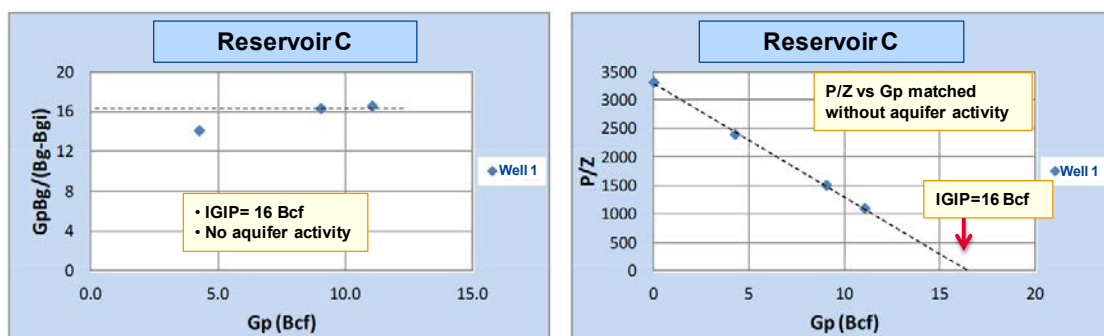 Reservoir C
20
16
12
8
4
0
GpBg/(Bg-Bgi)
• IGIP= 16 Bcf
• No aquifer activity
Well 1
0.0 5.0 10.0 15.0
Gp (Bcf)
Reservoir C
3500
3000
2500
2000
1500
1000
500
0
P/Z
P/Z vs Gp matched
without aquifer activity
Well 1
IGIP=16 Bcf
0 5 10 15 20
Gp (Bcf)